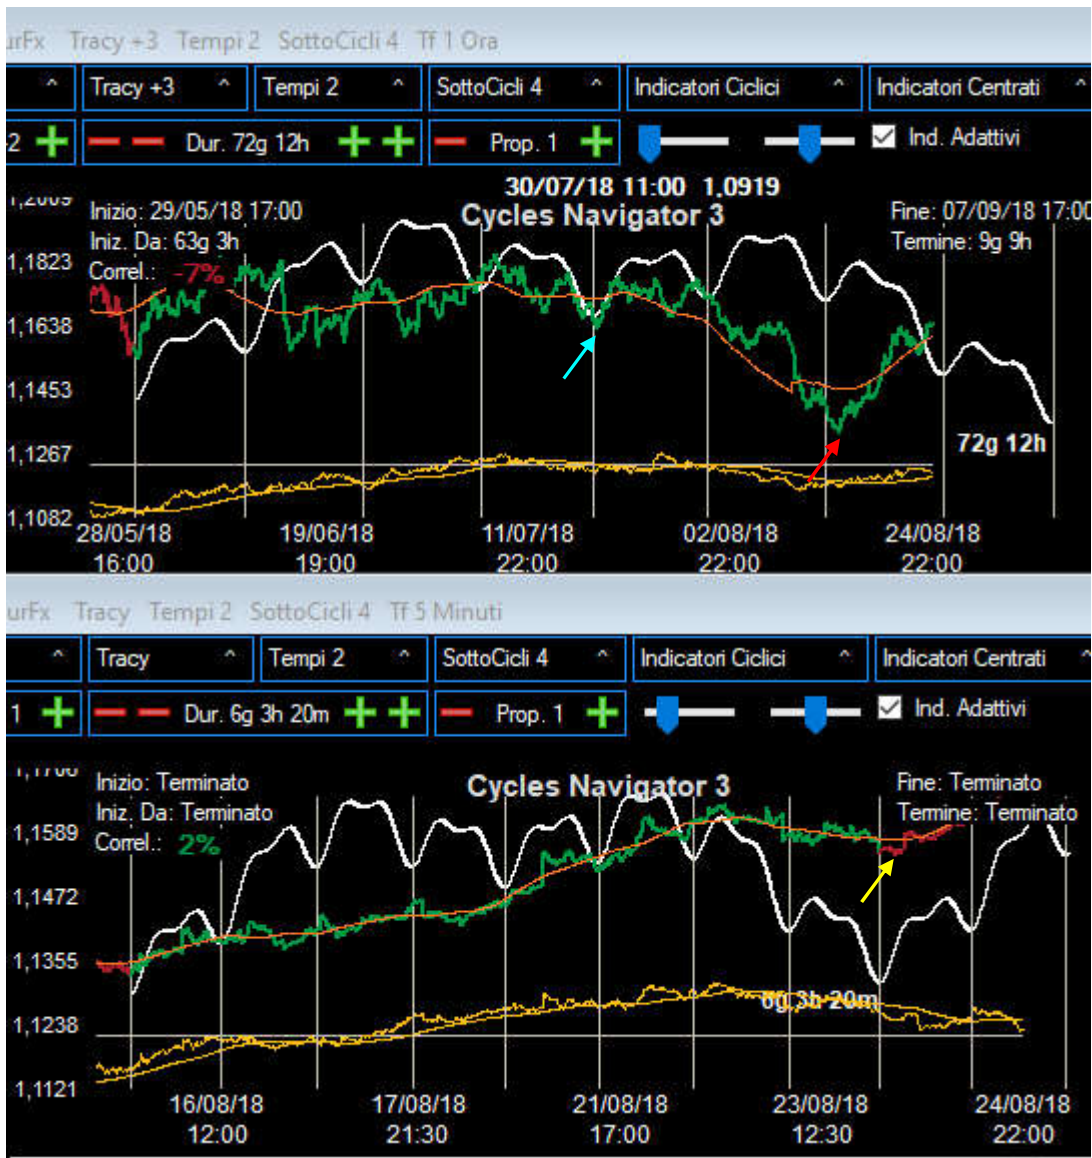 urFx Tracy +3 Tempi 2 SottoCicli 4 Tf 1 Ora
^ Tracy +3 ^ Tempi 2 ^ SottoCicli 4 ^ Indicatori Ciclici ^ Indicatori Centrati ^
2 Dur. 72g 12h Prop. 1 Ind. Adattivi
30/07/18 11:00 1,0919
Cycles Navigator 3
Inizio: 29/05/18 17:00
Iniz. Da: 63g 3h
Correl.: -7%
Fine: 07/09/18 17:00
Termine: 9g 9h
1,1823
1,1638
1,1453
1,1267
1,1082
72g 12h
28/05/18 19/06/18 11/07/18 02/08/18 24/08/18
16:00 19:00 22:00 22:00 22:00
urFx Tracy Tempi 2 SottoCicli 4 Tf 5 Minuti
^ Tracy ^ Tempi 2 ^ SottoCicli 4 ^ Indicatori Ciclici ^ Indicatori Centrati ^
1 Dur. 6g 3h 20m Prop. 1 Ind. Adattivi
Cycles Navigator 3
Inizio: Terminato
Iniz. Da: Terminato
Correl.: 2%
Fine: Terminato
Termine: Terminato
1,1589
1,1472
1,1355
1,1238
1,1121
6g 3h 20m
16/08/18 17/08/18 21/08/18 23/08/18 24/08/18
12:00 21:30 17:00 12:30 22:00